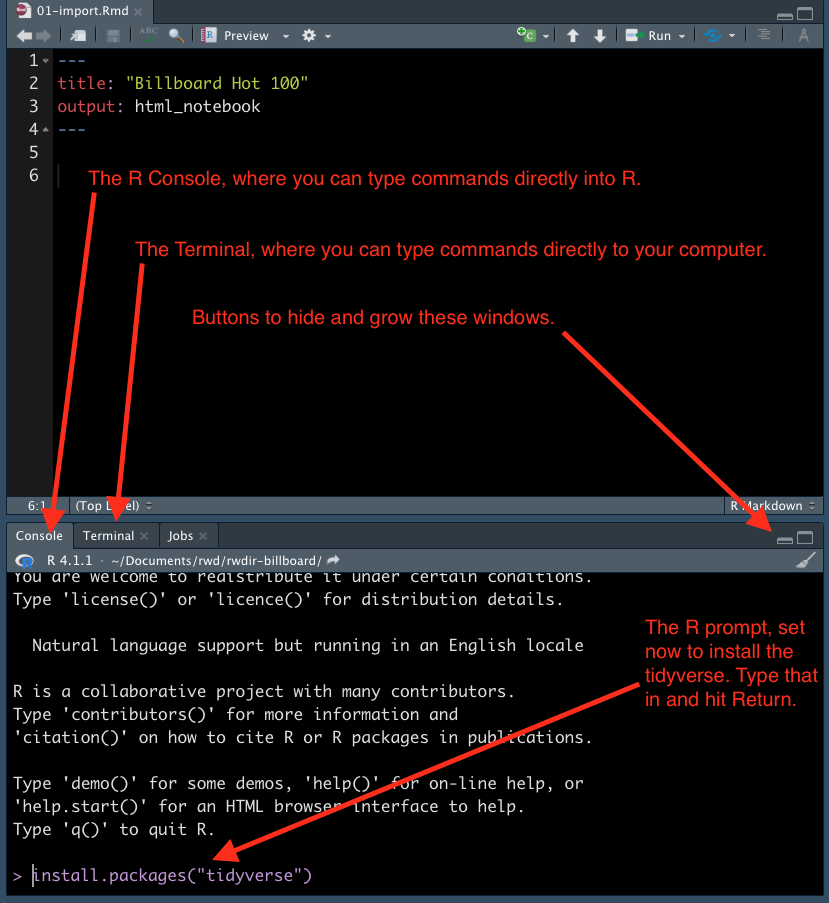 01-import.Rmd
ABC
Preview
Run
1 ---
2 title: "Billboard Hot 100"
3 output: html_notebook
4 ---
5
6
The R Console, where you can type commands directly into R.
The Terminal, where you can type commands directly to your computer.
Buttons to hide and grow these windows.
6:1 (Top Level) R Markdown
Console Terminal Jobs
R 4.1.1 · ~/Documents/rwd/rwdir-billboard/
You are welcome to redistribute it under certain conditions.
Type 'license()' or 'licence()' for distribution details.
Natural language support but running in an English locale
The R prompt, set
now to install the
tidyverse. Type that
in and hit Return.
R is a collaborative project with many contributors.
Type 'contributors()' for more information and
'citation()' on how to cite R or R packages in publications.
Type 'demo()' for some demos, 'help()' for on-line help, or
'help.start()' for an HTML browser interface to help.
Type 'q()' to quit R.
> install.packages("tidyverse")